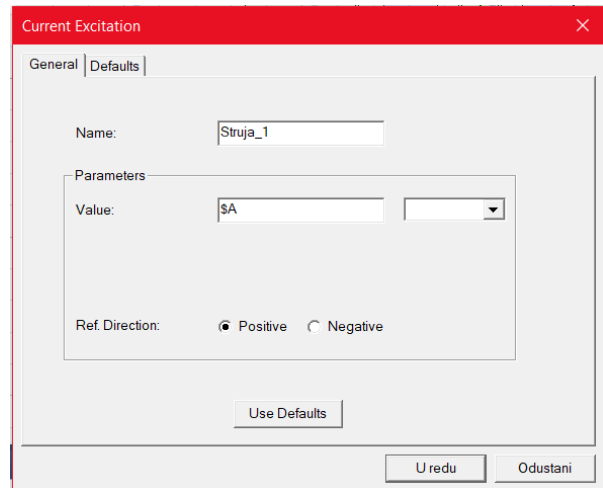 Current Excitation
General Defaults
Name: Struja_1
Parameters
Value: $A
Ref. Direction: Positive Negative
Use Defaults
U redu Odustani